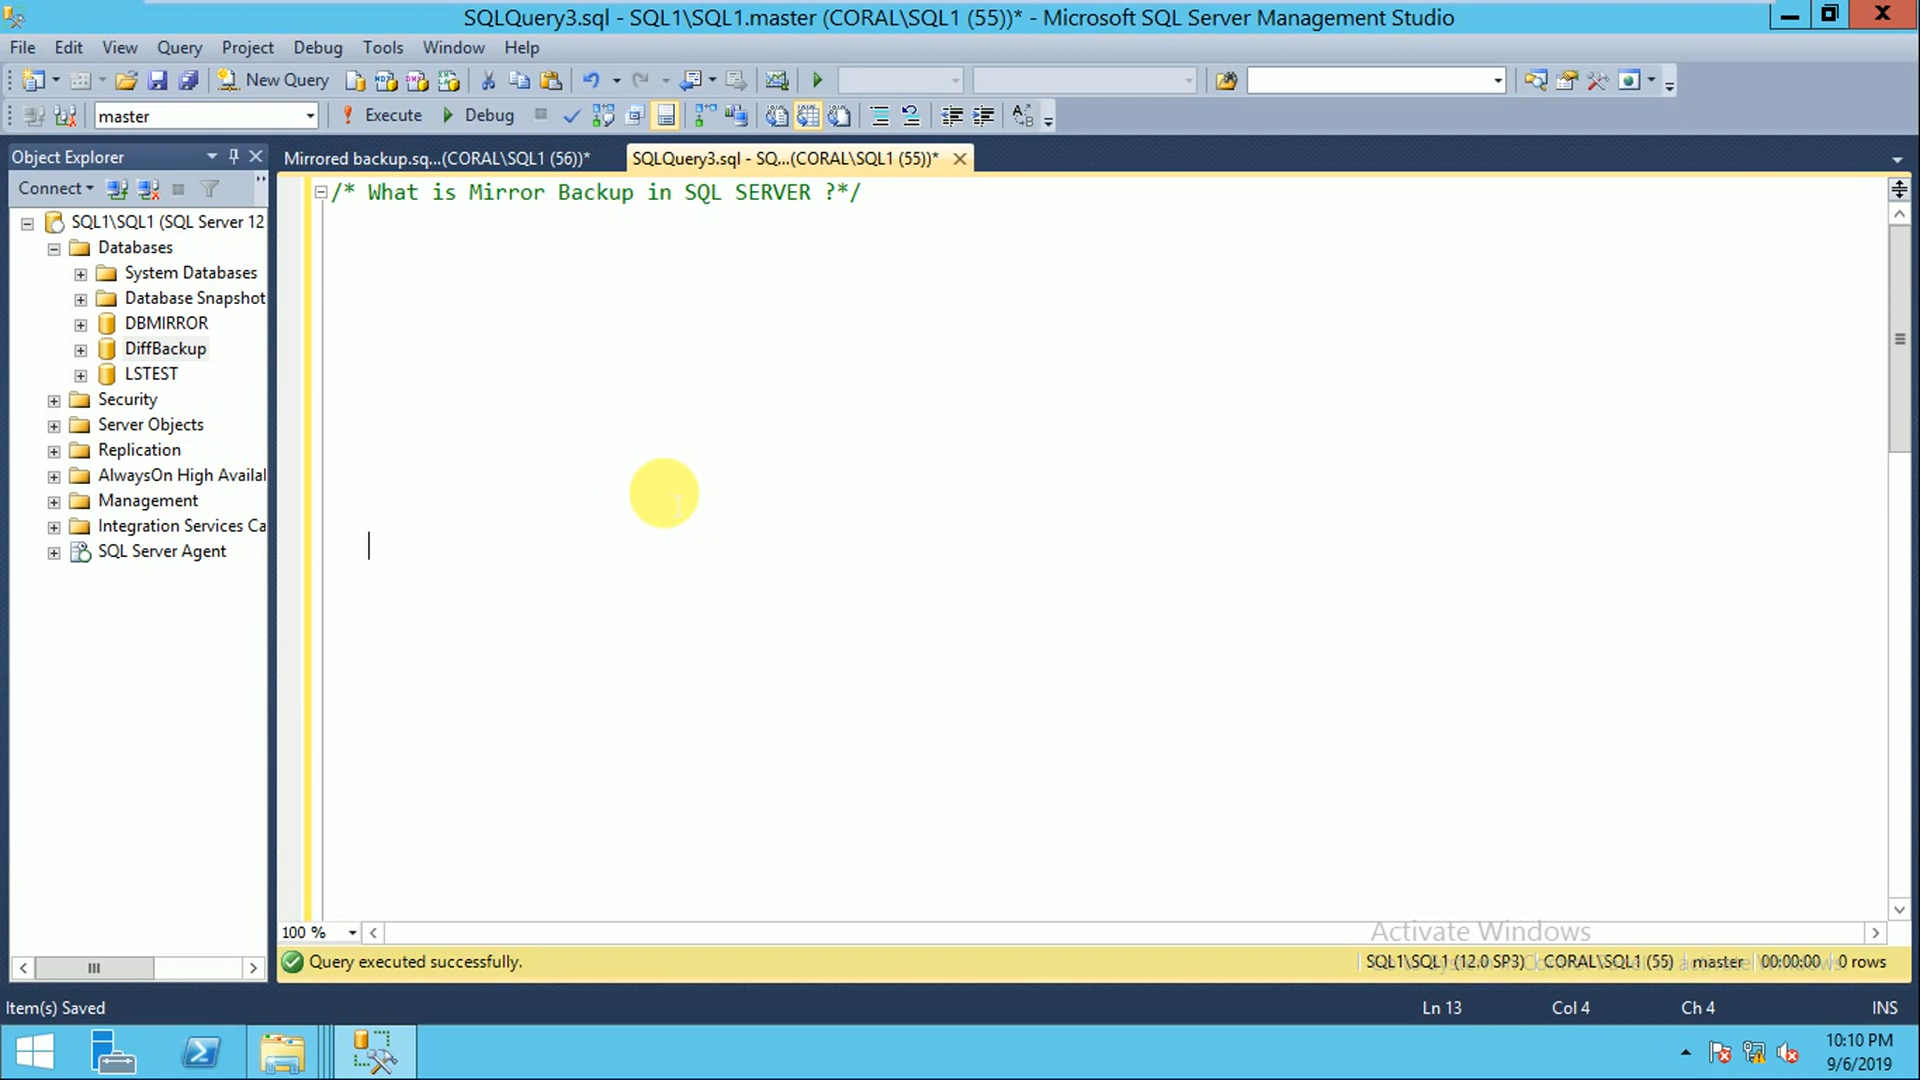 SQLQuery3.sql - SQL1\SQL1.master (CORAL\SQL1 (55))* - Microsoft SQL Server Management Studio
File Edit View Query Project Debug Tools Window Help
New Query
master Execute Debug
Object Explorer
Mirrored backup.sq...(CORAL\SQL1 (56))*
SQLQuery3.sql - SQ...(CORAL\SQL1 (55))*
Connect
/* What is Mirror Backup in SQL SERVER ?*/
SQL1\SQL1 (SQL Server 12
Databases
System Databases
Database Snapshot
DBMIRROR
DiffBackup
LSTEST
Security
Server Objects
Replication
AlwaysOn High Availal
Management
Integration Services Ca
SQL Server Agent
100 %
Activate Windows
Query executed successfully.
SQL1\SQL1 (12.0 SP3) CORAL\SQL1 (55) master 00:00:00 0 rows
Item(s) Saved
Ln 13 Col 4 Ch 4 INS
10:10 PM
9/6/2019